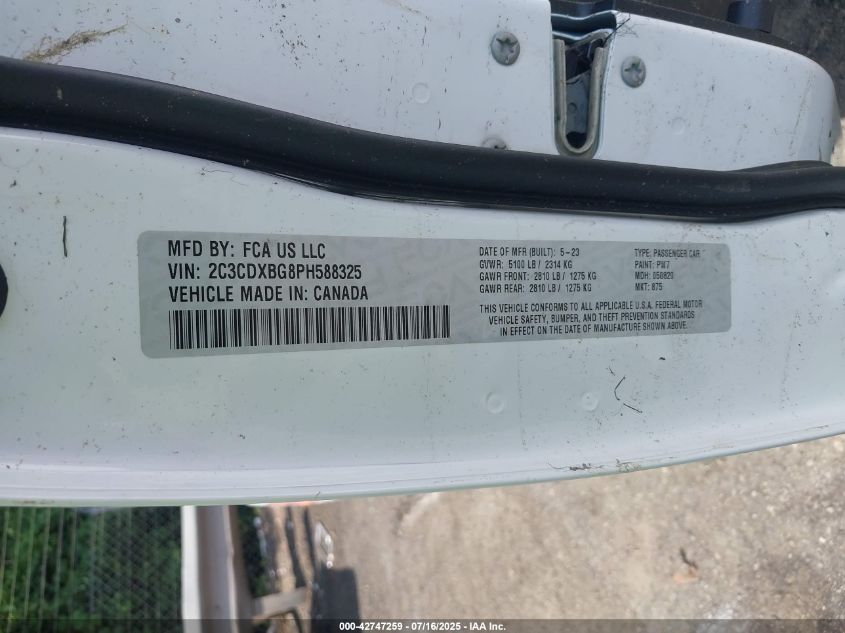 MFD BY: FCA US LLC
VIN: 2C3CDXBG8PH588325
VEHICLE MADE IN: CANADA
DATE OF MFR (BUILT): 5-23
GVWR: 5100 LB / 2314 KG
GAWR FRONT: 2810 LB / 1275 KG
GAWR REAR: 2810 LB / 1275 KG
TYPE: PASSENGER CAR
PAINT: PW7
MDH: 050820
MKT: 875
THIS VEHICLE CONFORMS TO ALL APPLICABLE U.S.A. FEDERAL MOTOR
VEHICLE SAFETY, BUMPER, AND THEFT PREVENTION STANDARDS
IN EFFECT ON THE DATE OF MANUFACTURE SHOWN ABOVE.
000-42747259 - 07/16/2025 - IAA Inc.